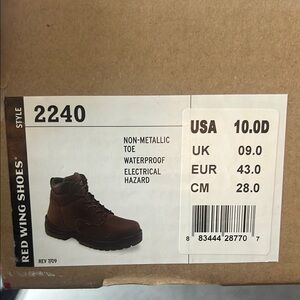 STYLE
2240
NON-METALLIC
TOE
WATERPROOF
ELECTRICAL
HAZARD
RED WING SHOES®
REV 7/09
USA 10.0D
UK 09.0
EUR 43.0
CM 28.0
8 83444 28770 7